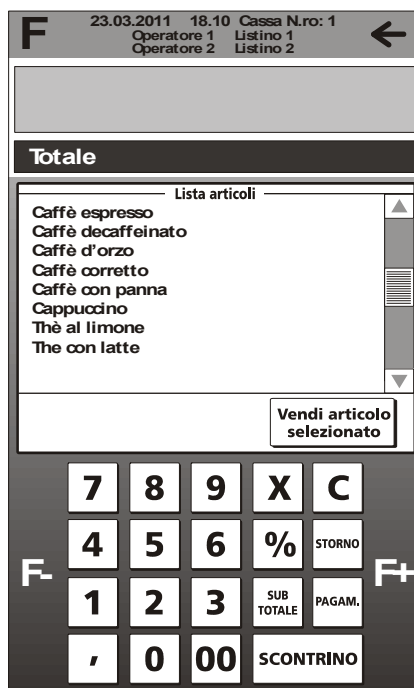 F
23.03.2011 18.10 Cassa N.ro: 1
Operatore 1 Listino 1
Operatore 2 Listino 2
Totale
Lista articoli
Caffè espresso
Caffè decaffeinato
Caffè d'orzo
Caffè corretto
Caffè con panna
Cappuccino
Thè al limone
The con latte
Vendi articolo
selezionato
7 8 9 X C
4 5 6 % STORNO
F- F+
1 2 3 SUB TOTALE PAGAM.
, 0 00 SCONTRINO